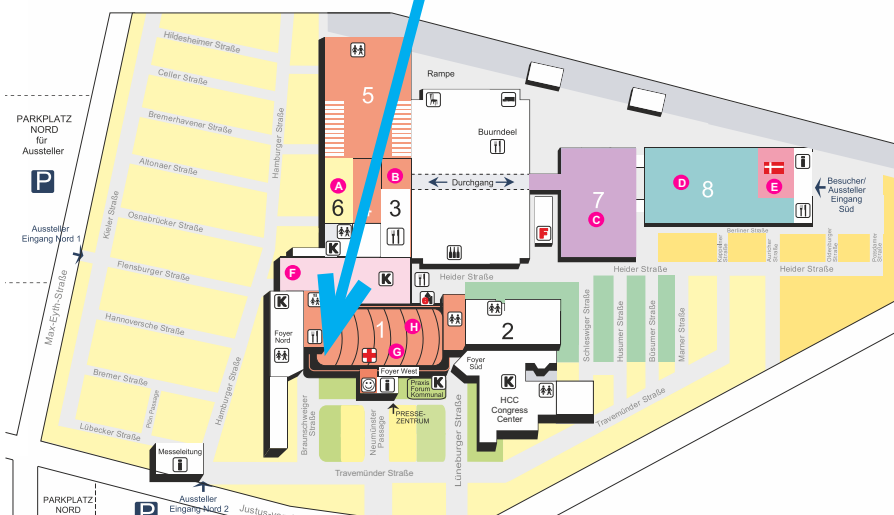 Hildesheimer Straße
Celler Straße
Bremerhavener Straße
Altonaer Straße
Osnabrücker Straße
Flensburger Straße
Hannoversche Straße
Bremer Straße
Plön Passage
Lübecker Straße
Kieler Straße
Hamburger Straße
Hamburger Straße
Max-Eyth-Straße
PARKPLATZ
NORD
für
Aussteller
P
Aussteller
Eingang Nord 1
5
Rampe
Buurndeel
Durchgang
A
B
6
3
K
F
K
F
7
C
D
8
E
i
Besucher/
Aussteller
Eingang
Süd
Berliner Straße
Heider Straße
Heider Straße
Heider Straße
Schleswiger Straße
Husumer Straße
Büsumer Straße
Marner Straße
K
Foyer
Nord
1
H
G
2
Foyer West
Foyer
Süd
i
Praxis
Forum
Kommunal
K
PRESSE-
ZENTRUM
K
HCC
Congress
Center
Braunschweiger
Straße
Neumünster
Passage
Lüneburger Straße
Travemünder Straße
Travemünder Straße
Messeleitung
i
Aussteller
Eingang Nord 2
PARKPLATZ
NORD
P